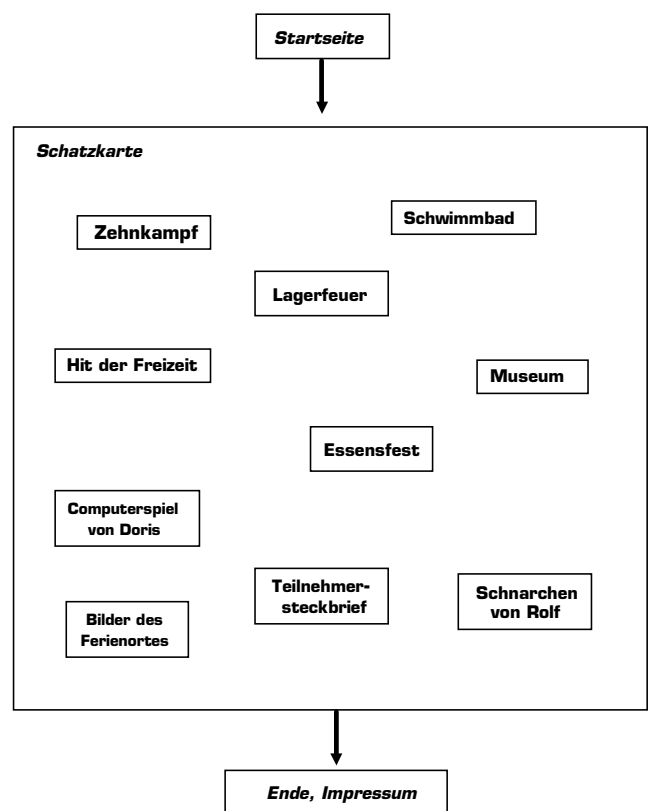 Startseite
Schatzkarte
Zehnkampf
Schwimmbad
Lagerfeuer
Hit der Freizeit
Museum
Essensfest
Computerspiel
von Doris
Teilnehmer-
steckbrief
Schnarchen
von Rolf
Bilder des
Ferienortes
Ende, Impressum